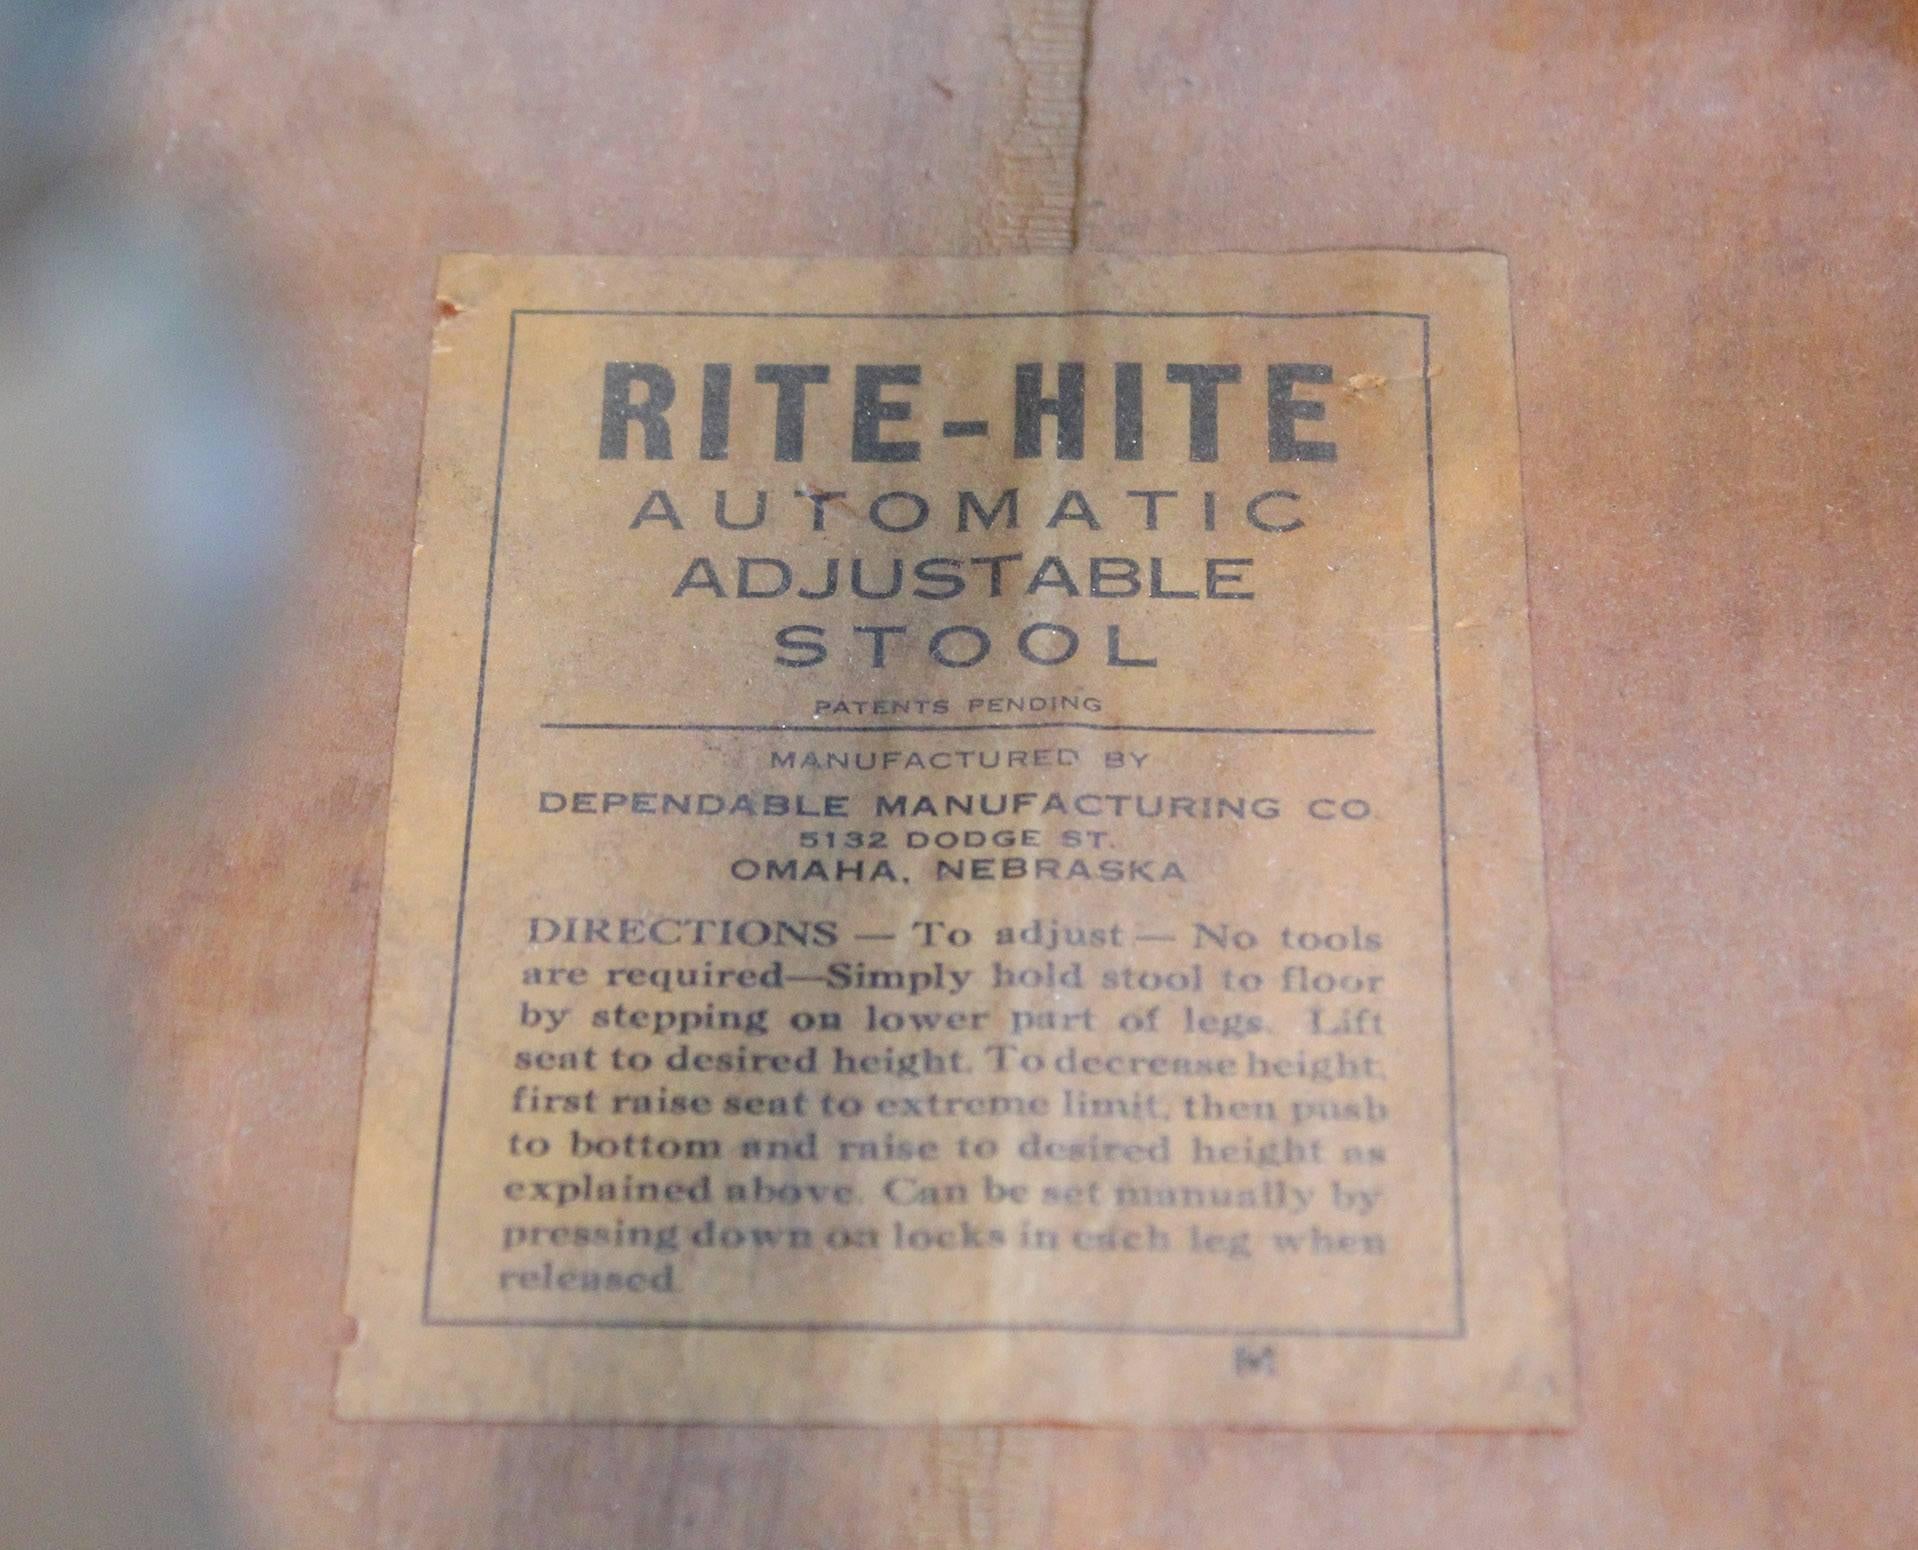 RITE-HITE
AUTOMATIC
ADJUSTABLE
STOOL
PATENTS PENDING
MANUFACTURED BY
DEPENDABLE MANUFACTURING CO.
5132 DODGE ST.
OMAHA, NEBRASKA
DIRECTIONS — To adjust — No tools
are required—Simply hold stool to floor
by stepping on lower part of legs. Lift
seat to desired height. To decrease height,
first raise seat to extreme limit, then push
to bottom and raise to desired height as
explained above. Can be set manually by
pressing down on locks in each leg when
released.